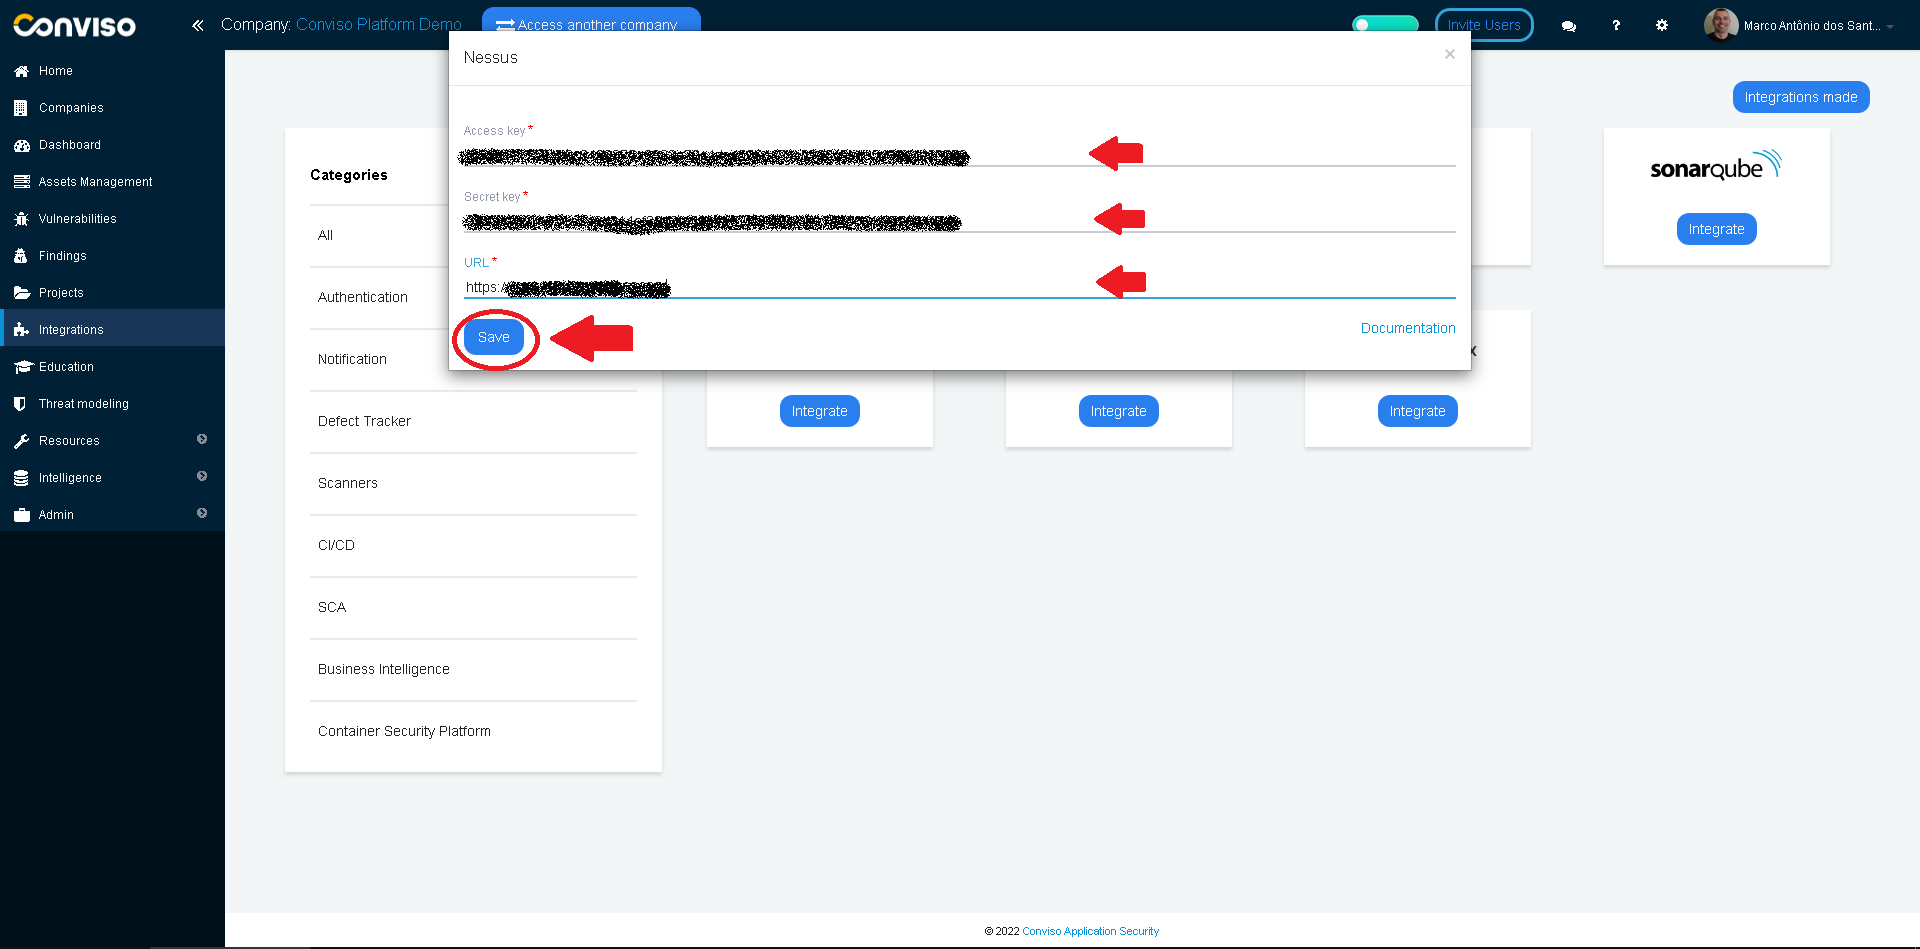 Conviso
Company: Conviso Platform Demo
Access another company
Invite Users
?
Marco Antônio dos Sant...
Home
Companies
Dashboard
Assets Management
Vulnerabilities
Findings
Projects
Integrations
Education
Threat modeling
Resources
Intelligence
Admin
Nessus
×
Access key *
Secret key *
URL *
https:/
Save
Documentation
Integrations made
Categories
All
Authentication
Notification
Defect Tracker
Scanners
CI/CD
SCA
Business Intelligence
Container Security Platform
sonarqube
Integrate
x
Integrate
Integrate
Integrate
© 2022 Conviso Application Security